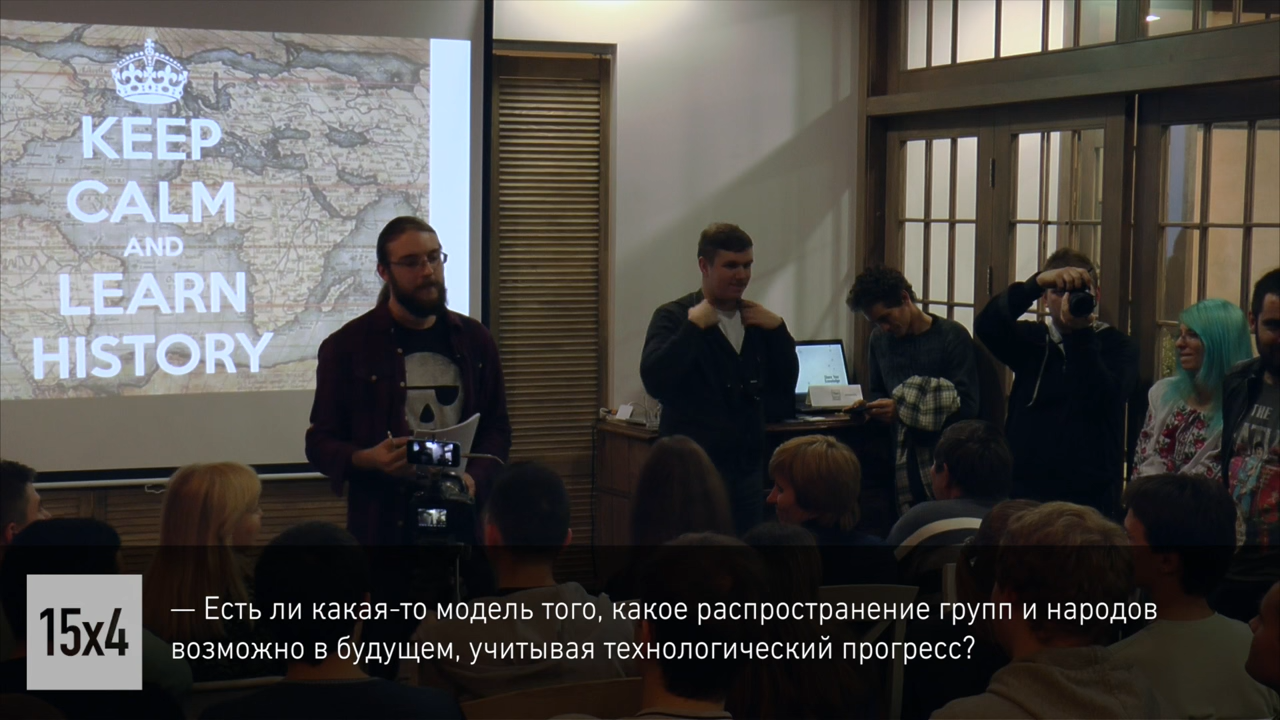 KEEP
CALM
AND
LEARN
HISTORY
THE
15x4
— Есть ли какая-то модель того, какое распространение групп и народов
возможно в будущем, учитывая технологический прогресс?